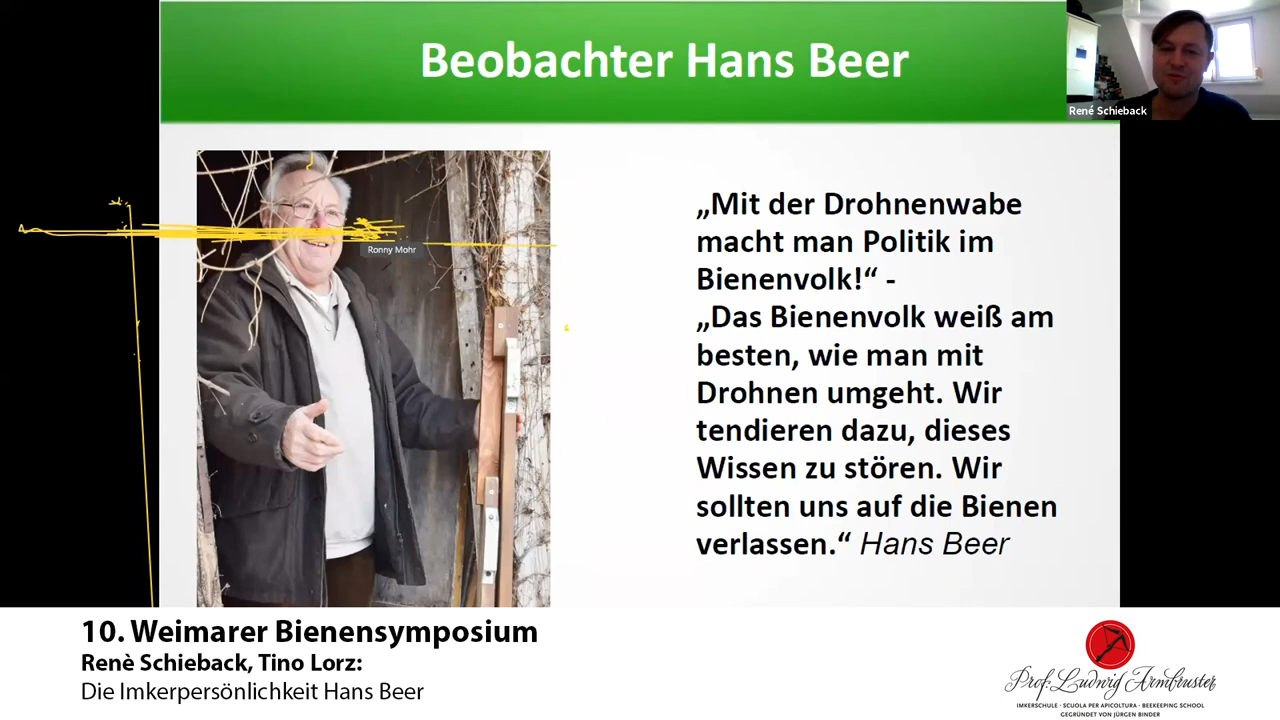 Beobachter Hans Beer
René Schieback
Ronny Mohr
„Mit der Drohnenwabe
macht man Politik im
Bienenvolk!“ -
„Das Bienenvolk weiß am
besten, wie man mit
Drohnen umgeht. Wir
tendieren dazu, dieses
Wissen zu stören. Wir
sollten uns auf die Bienen
verlassen.“ Hans Beer
10. Weimarer Bienensymposium
Renè Schieback, Tino Lorz:
Die Imkerpersönlichkeit Hans Beer
Prof. Ludwig Armbruster
IMKERSCHULE · SCUOLA PER APICOLTURA · BEEKEEPING SCHOOL
GEGRÜNDET VON JÜRGEN BINDER